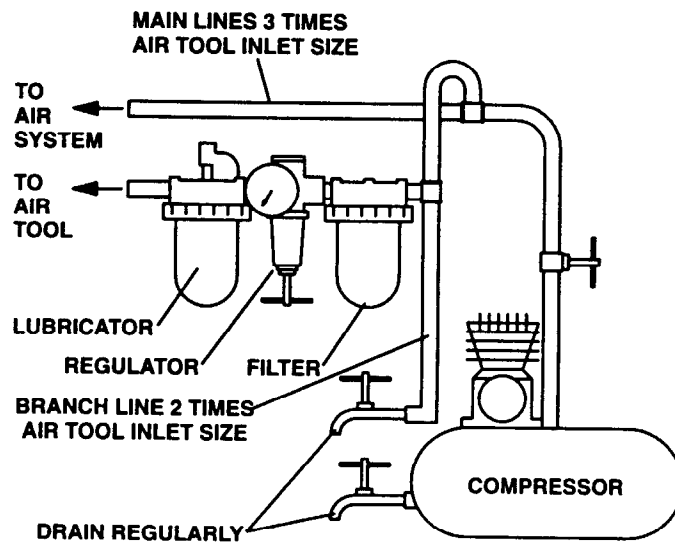 MAIN LINES 3 TIMES
AIR TOOL INLET SIZE
TO
AIR
SYSTEM
TO
AIR
TOOL
LUBRICATOR
REGULATOR
FILTER
BRANCH LINE 2 TIMES
AIR TOOL INLET SIZE
COMPRESSOR
DRAIN REGULARLY